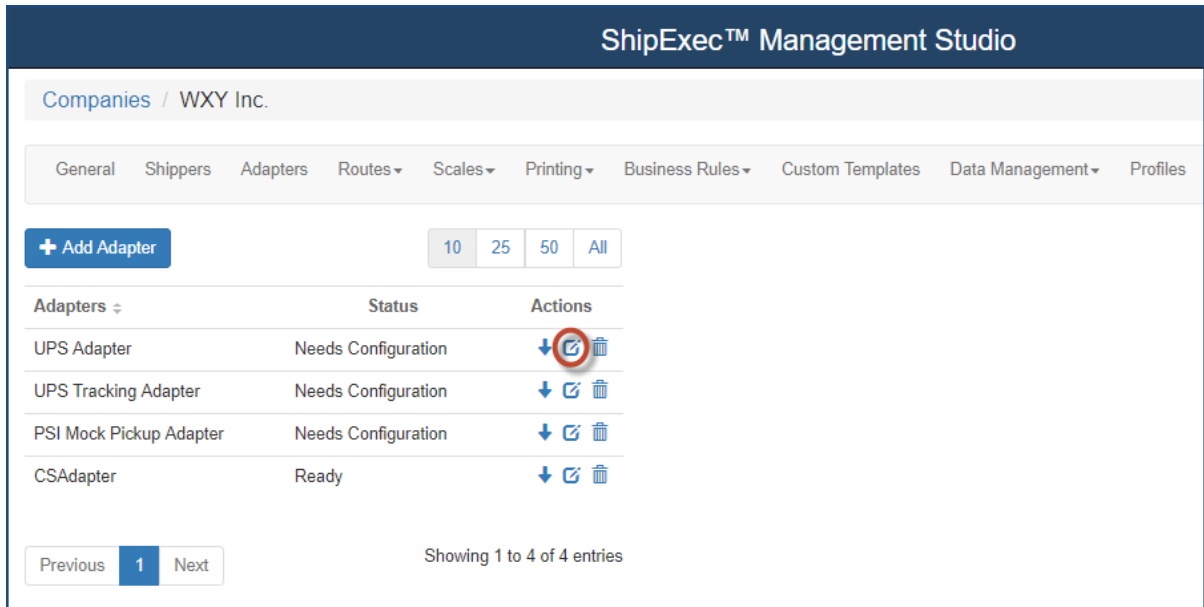 ShipExec™ Management Studio
Companies / WXY Inc.
General Shippers Adapters Routes Scales Printing Business Rules Custom Templates Data Management Profiles
Add Adapter 10 25 50 All
Adapters Status Actions
UPS Adapter Needs Configuration
UPS Tracking Adapter Needs Configuration
PSI Mock Pickup Adapter Needs Configuration
CSAdapter Ready
Previous 1 Next Showing 1 to 4 of 4 entries